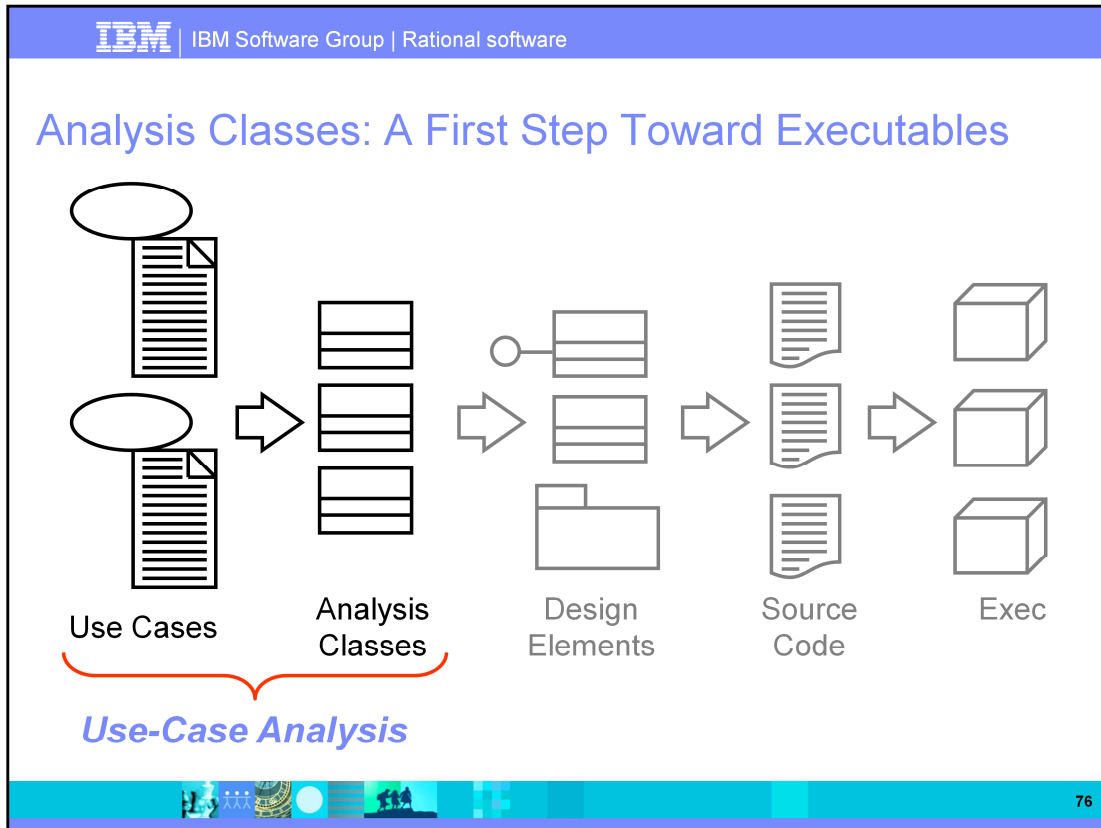 IBM | IBM Software Group | Rational software
Analysis Classes: A First Step Toward Executables
Use Cases
Analysis
Classes
Design
Elements
Source
Code
Exec
Use-Case Analysis
76